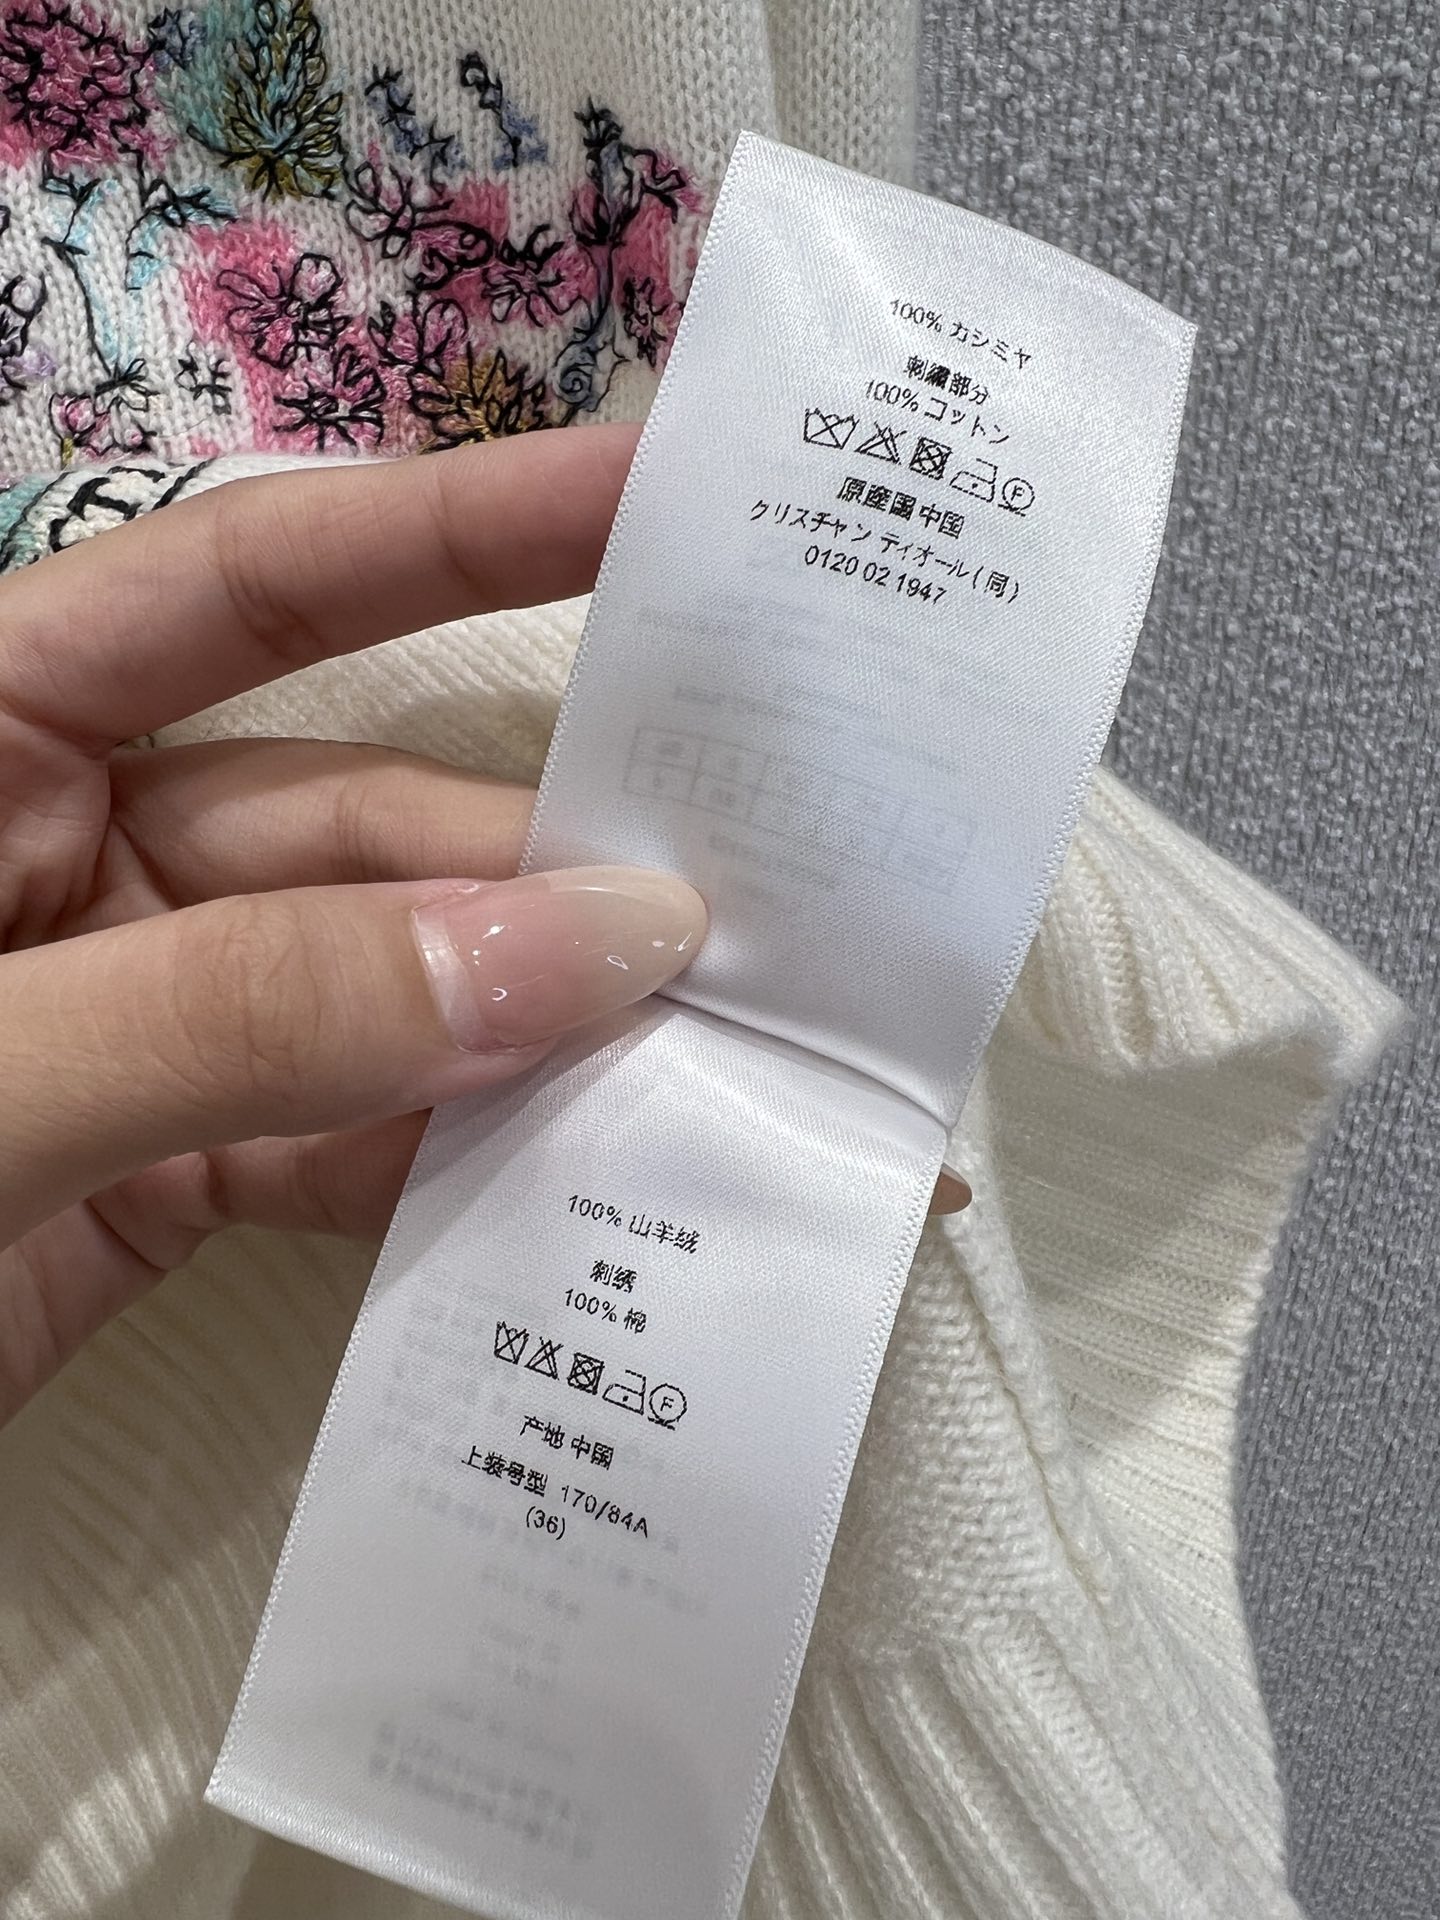 100% カシミヤ
刺繍部分
100% コットン
F
原産国 中国
クリスチャン ディオール (同)
0120 02 1947
100% 山羊绒
刺绣
100% 棉
F
产地 中国
上装号型 170/84A
(36)